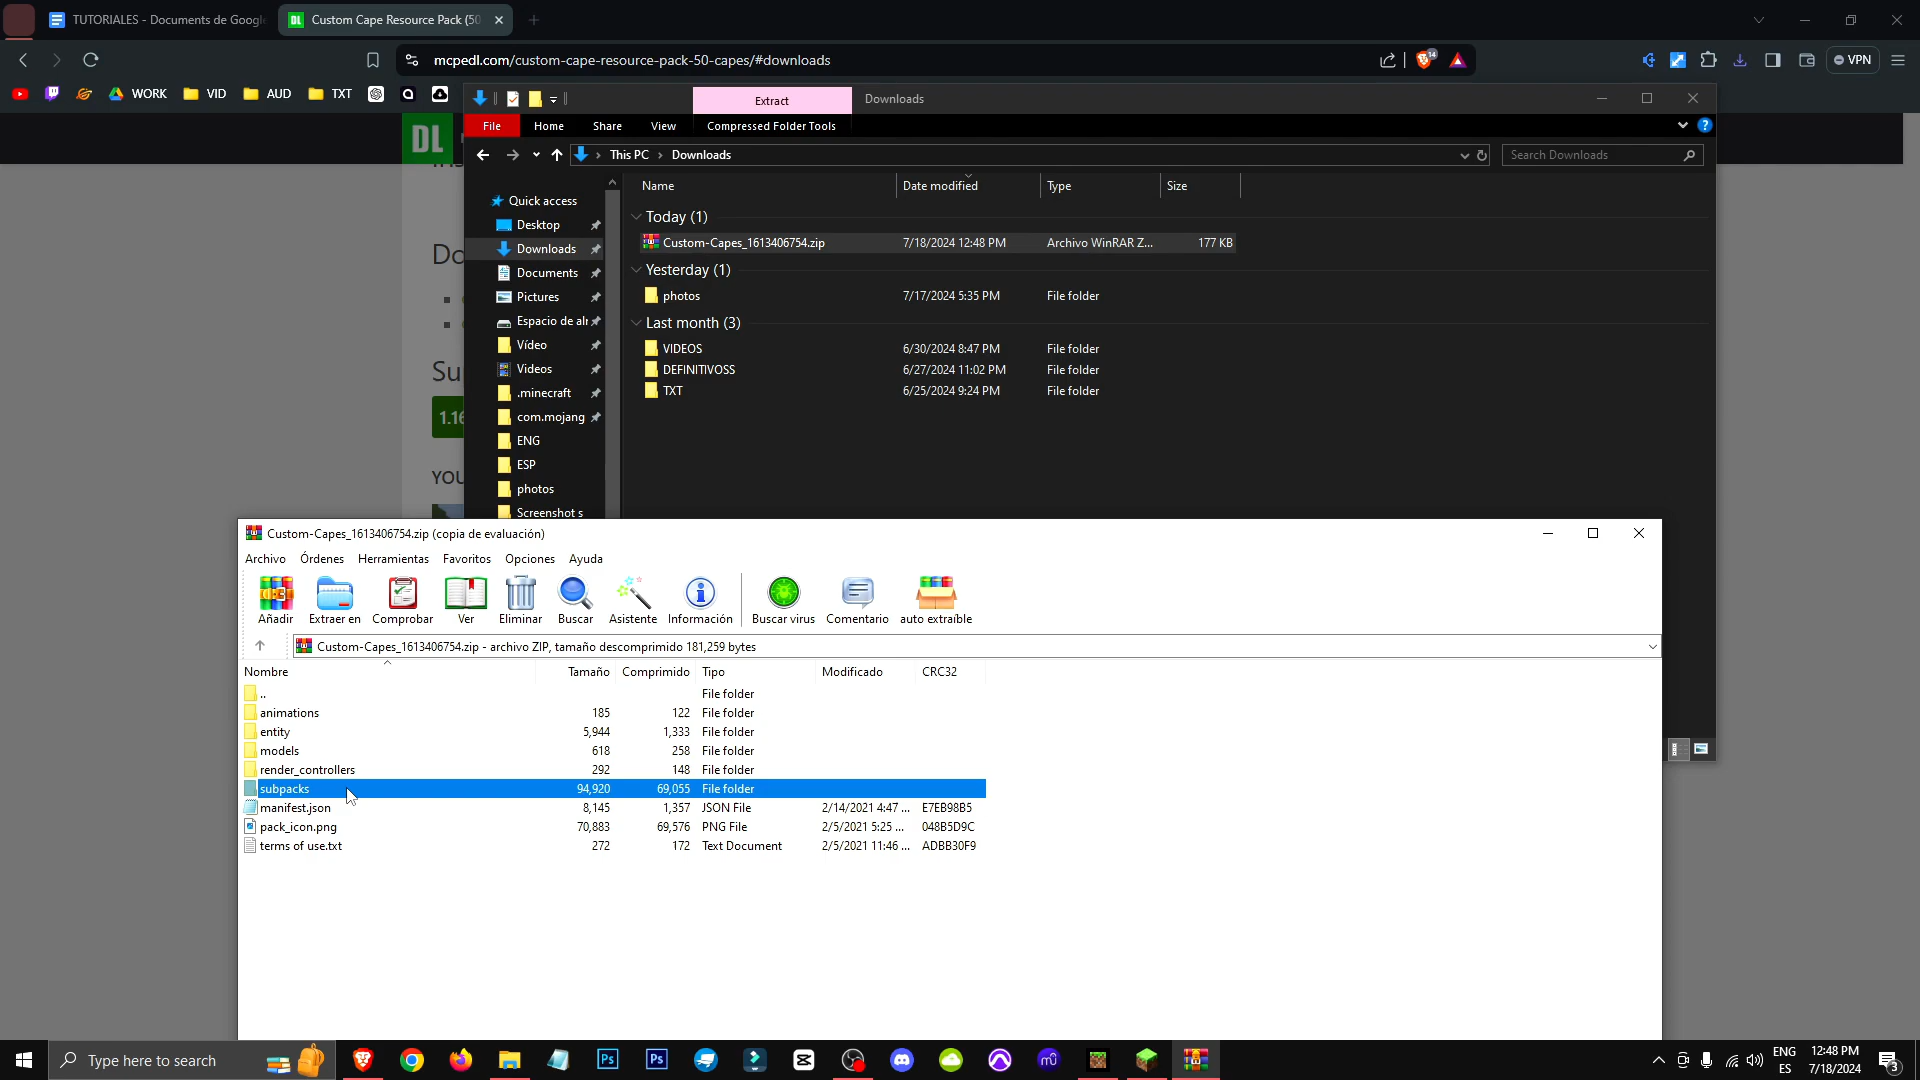 TUTORIALES - Documentos de Google
DL Custom Cape Resource Pack (50
mcpedl.com/custom-cape-resource-pack-50-capes/#downloads
14
VPN
WORK VID AUD TXT
DL
Extract Downloads
File Home Share View Compressed Folder Tools
This PC Downloads
Search Downloads
Name Date modified Type Size
Quick access
Desktop
Downloads
Documents
Pictures
Espacio de alr
Vídeo
Videos
.minecraft
com.mojang
ENG
ESP
photos
Screenshot s
Today (1)
Custom-Capes_1613406754.zip 7/18/2024 12:48 PM Archivo WinRAR Z... 177 KB
Yesterday (1)
photos 7/17/2024 5:35 PM File folder
Last month (3)
VIDEOS 6/30/2024 8:47 PM File folder
DEFINITIVOSS 6/27/2024 11:02 PM File folder
TXT 6/25/2024 9:24 PM File folder
Do
Su
1.16
YOU
Custom-Capes_1613406754.zip (copia de evaluación)
Archivo Órdenes Herramientas Favoritos Opciones Ayuda
Añadir Extraer en Comprobar Ver Eliminar Buscar Asistente Información Buscar virus Comentario auto extraíble
Custom-Capes_1613406754.zip - archivo ZIP, tamaño descomprimido 181,259 bytes
Nombre Tamaño Comprimido Tipo Modificado CRC32
.. File folder
animations 185 122 File folder
entity 5,944 1,333 File folder
models 618 258 File folder
render_controllers 292 148 File folder
subpacks 94,920 69,055 File folder
manifest.json 8,145 1,357 JSON File 2/14/2021 4:47 ... E7EB98B5
pack_icon.png 70,883 69,576 PNG File 2/5/2021 5:25 ... 048B5D9C
terms of use.txt 272 172 Text Document 2/5/2021 11:46 ... ADBB30F9
Type here to search
Ps Ps
ENG
ES
12:48 PM
7/18/2024
3